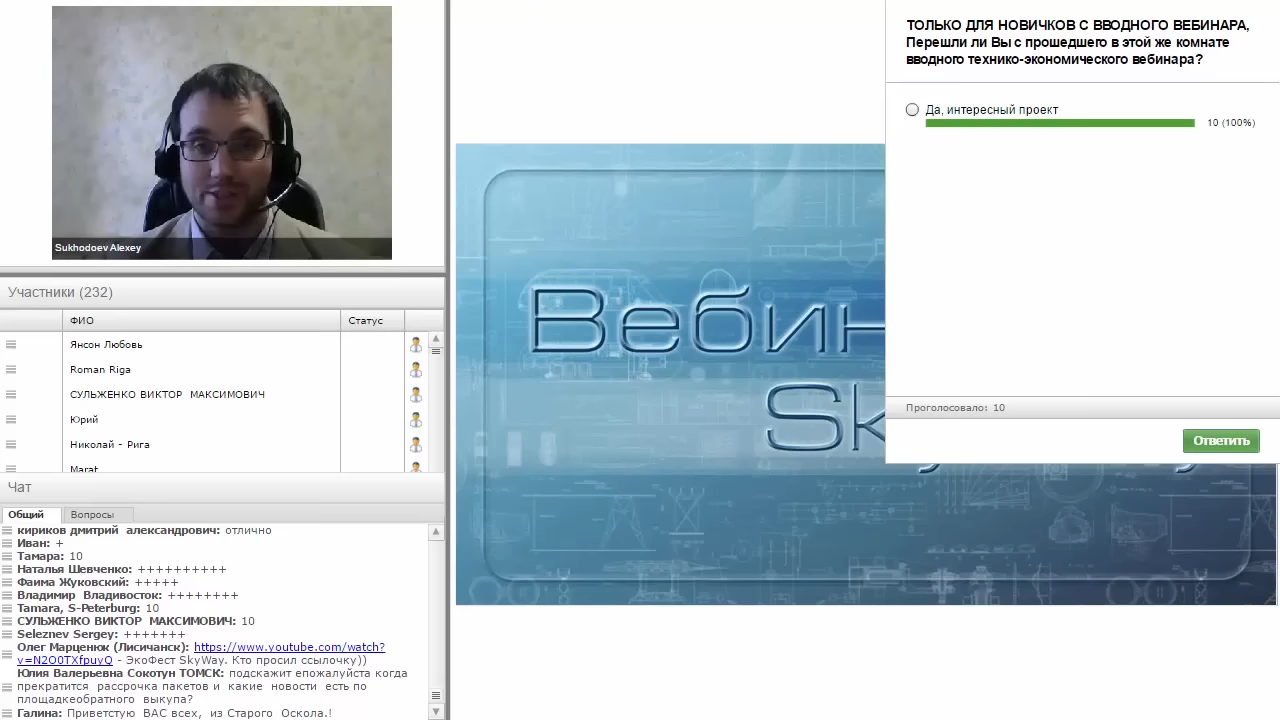 Sukhodoev Alexey
Участники (232)
ФИО Статус
Янсон Любовь
Roman Riga
СУЛЬЖЕНКО ВИКТОР МАКСИМОВИЧ
Юрий
Николай - Рига
Marat
Чат
Общий Вопросы
кириков дмитрий александрович: отлично
Иван: +
Тамара: 10
Наталья Шевченко: ++++++++++
Фаима Жуковский: +++++
Владимир Владивосток: ++++++++
Tamara, S-Peterburg: 10
СУЛЬЖЕНКО ВИКТОР МАКСИМОВИЧ: 10
Seleznev Sergey: +++++++
Олег Марценюк (Лисичанск): https://www.youtube.com/watch?
v=N2O0TXfpuyQ - ЭкоФест SkyWay. Кто просил ссылочку))
Юлия Валерьевна Сокотун ТОМСК: подскажит епожалуйста когда
прекратится рассрочка пакетов и какие новости есть по
площадкеобратного выкупа?
Галина: Приветстую ВАС всех, из Старого Оскола.!
Вебин
Sk
ТОЛЬКО ДЛЯ НОВИЧКОВ С ВВОДНОГО ВЕБИНАРА,
Перешли ли Вы с прошедшего в этой же комнате
вводного технико-экономического вебинара?
Да, интересный проект
10 (100%)
Проголосовало: 10
Ответить